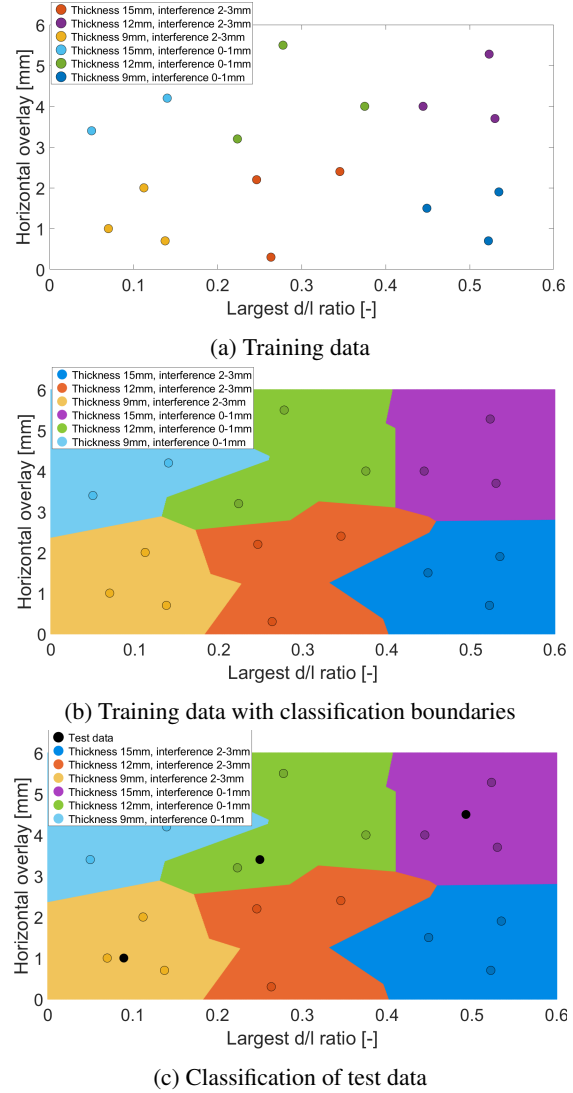 Thickness 15mm, interference 2-3mm
Thickness 12mm, interference 2-3mm
Thickness 9mm, interference 2-3mm
Thickness 15mm, interference 0-1mm
Thickness 12mm, interference 0-1mm
Thickness 9mm, interference 0-1mm
Horizontal overlay [mm]
6
5
4
3
2
1
0
0 0.1 0.2 0.3 0.4 0.5 0.6
Largest d/l ratio [-]
(a) Training data
Thickness 15mm, interference 2-3mm
Thickness 12mm, interference 2-3mm
Thickness 9mm, interference 2-3mm
Thickness 15mm, interference 0-1mm
Thickness 12mm, interference 0-1mm
Thickness 9mm, interference 0-1mm
Horizontal overlay [mm]
6
5
4
3
2
1
0
0 0.1 0.2 0.3 0.4 0.5 0.6
Largest d/l ratio [-]
(b) Training data with classification boundaries
Test data
Thickness 15mm, interference 2-3mm
Thickness 12mm, interference 2-3mm
Thickness 9mm, interference 2-3mm
Thickness 15mm, interference 0-1mm
Thickness 12mm, interference 0-1mm
Thickness 9mm, interference 0-1mm
Horizontal overlay [mm]
6
5
4
3
2
1
0
0 0.1 0.2 0.3 0.4 0.5 0.6
Largest d/l ratio [-]
(c) Classification of test data